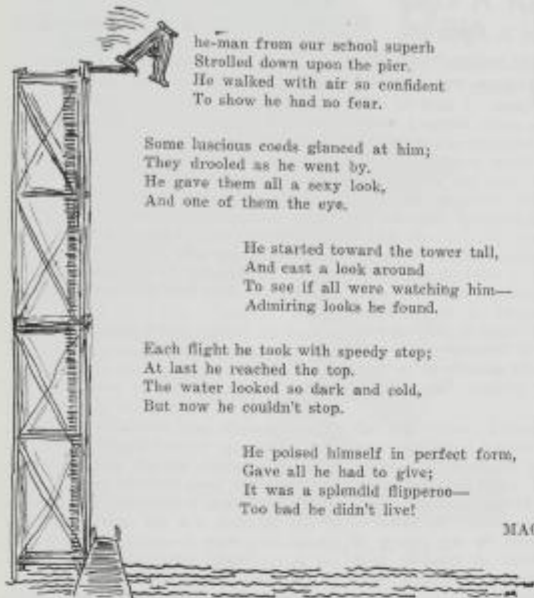 A he-man from our school superb
Strolled down upon the pier.
He walked with air so confident
To show he had no fear.
Some luscious coeds glanced at him;
They drooled as he went by.
He gave them all a sexy look,
And one of them the eye.
He started toward the tower tall,
And cast a look around
To see if all were watching him—
Admiring looks he found.
Each flight he took with speedy step;
At last he reached the top.
The water looked so dark and cold,
But now he couldn't stop.
He poised himself in perfect form,
Gave all he had to give;
It was a splendid flipperoo—
Too bad he didn't live!